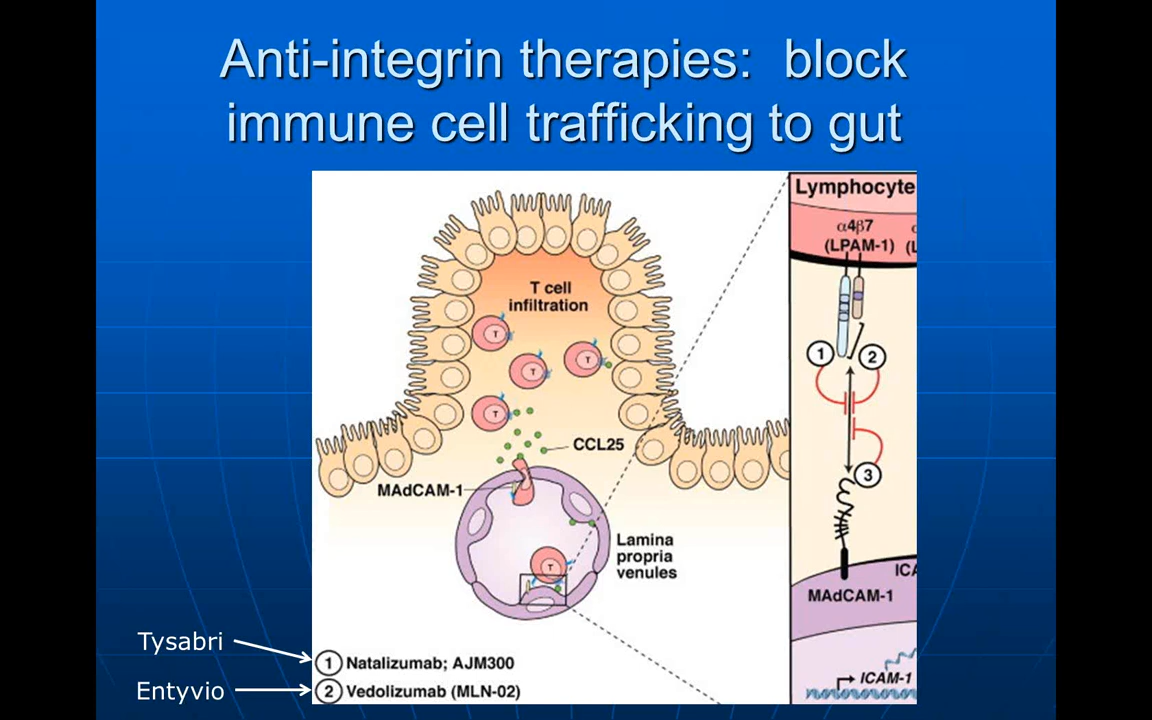 Anti-integrin therapies: block
immune cell trafficking to gut
T cell
infiltration
T
T
T
T
CCL25
MAdCAM-1
Lamina
propria
venules
T
Lymphocyte
α4β7
(LPAM-1) (L
1
2
3
ICA
MAdCAM-1
ICAM-1
Tysabri
1 Natalizumab; AJM300
Entyvio
2 Vedolizumab (MLN-02)